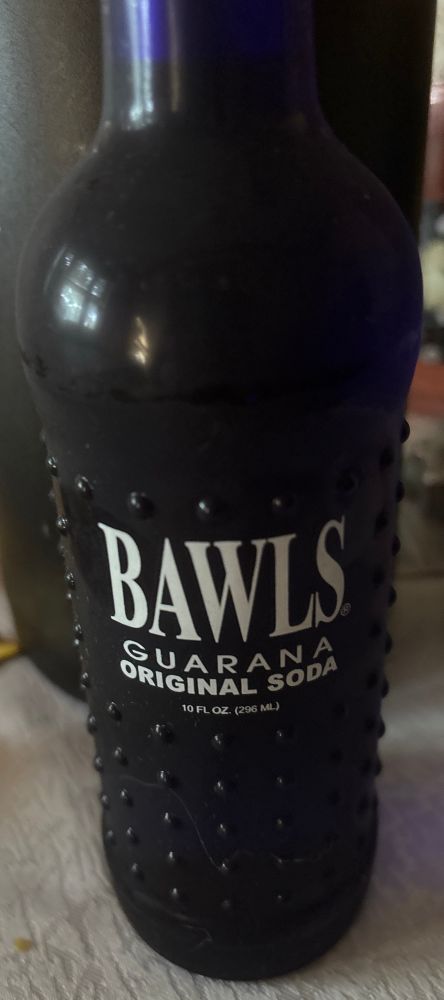 BAWLS®
GUARANA
ORIGINAL SODA
10 FL OZ. (296 ML)